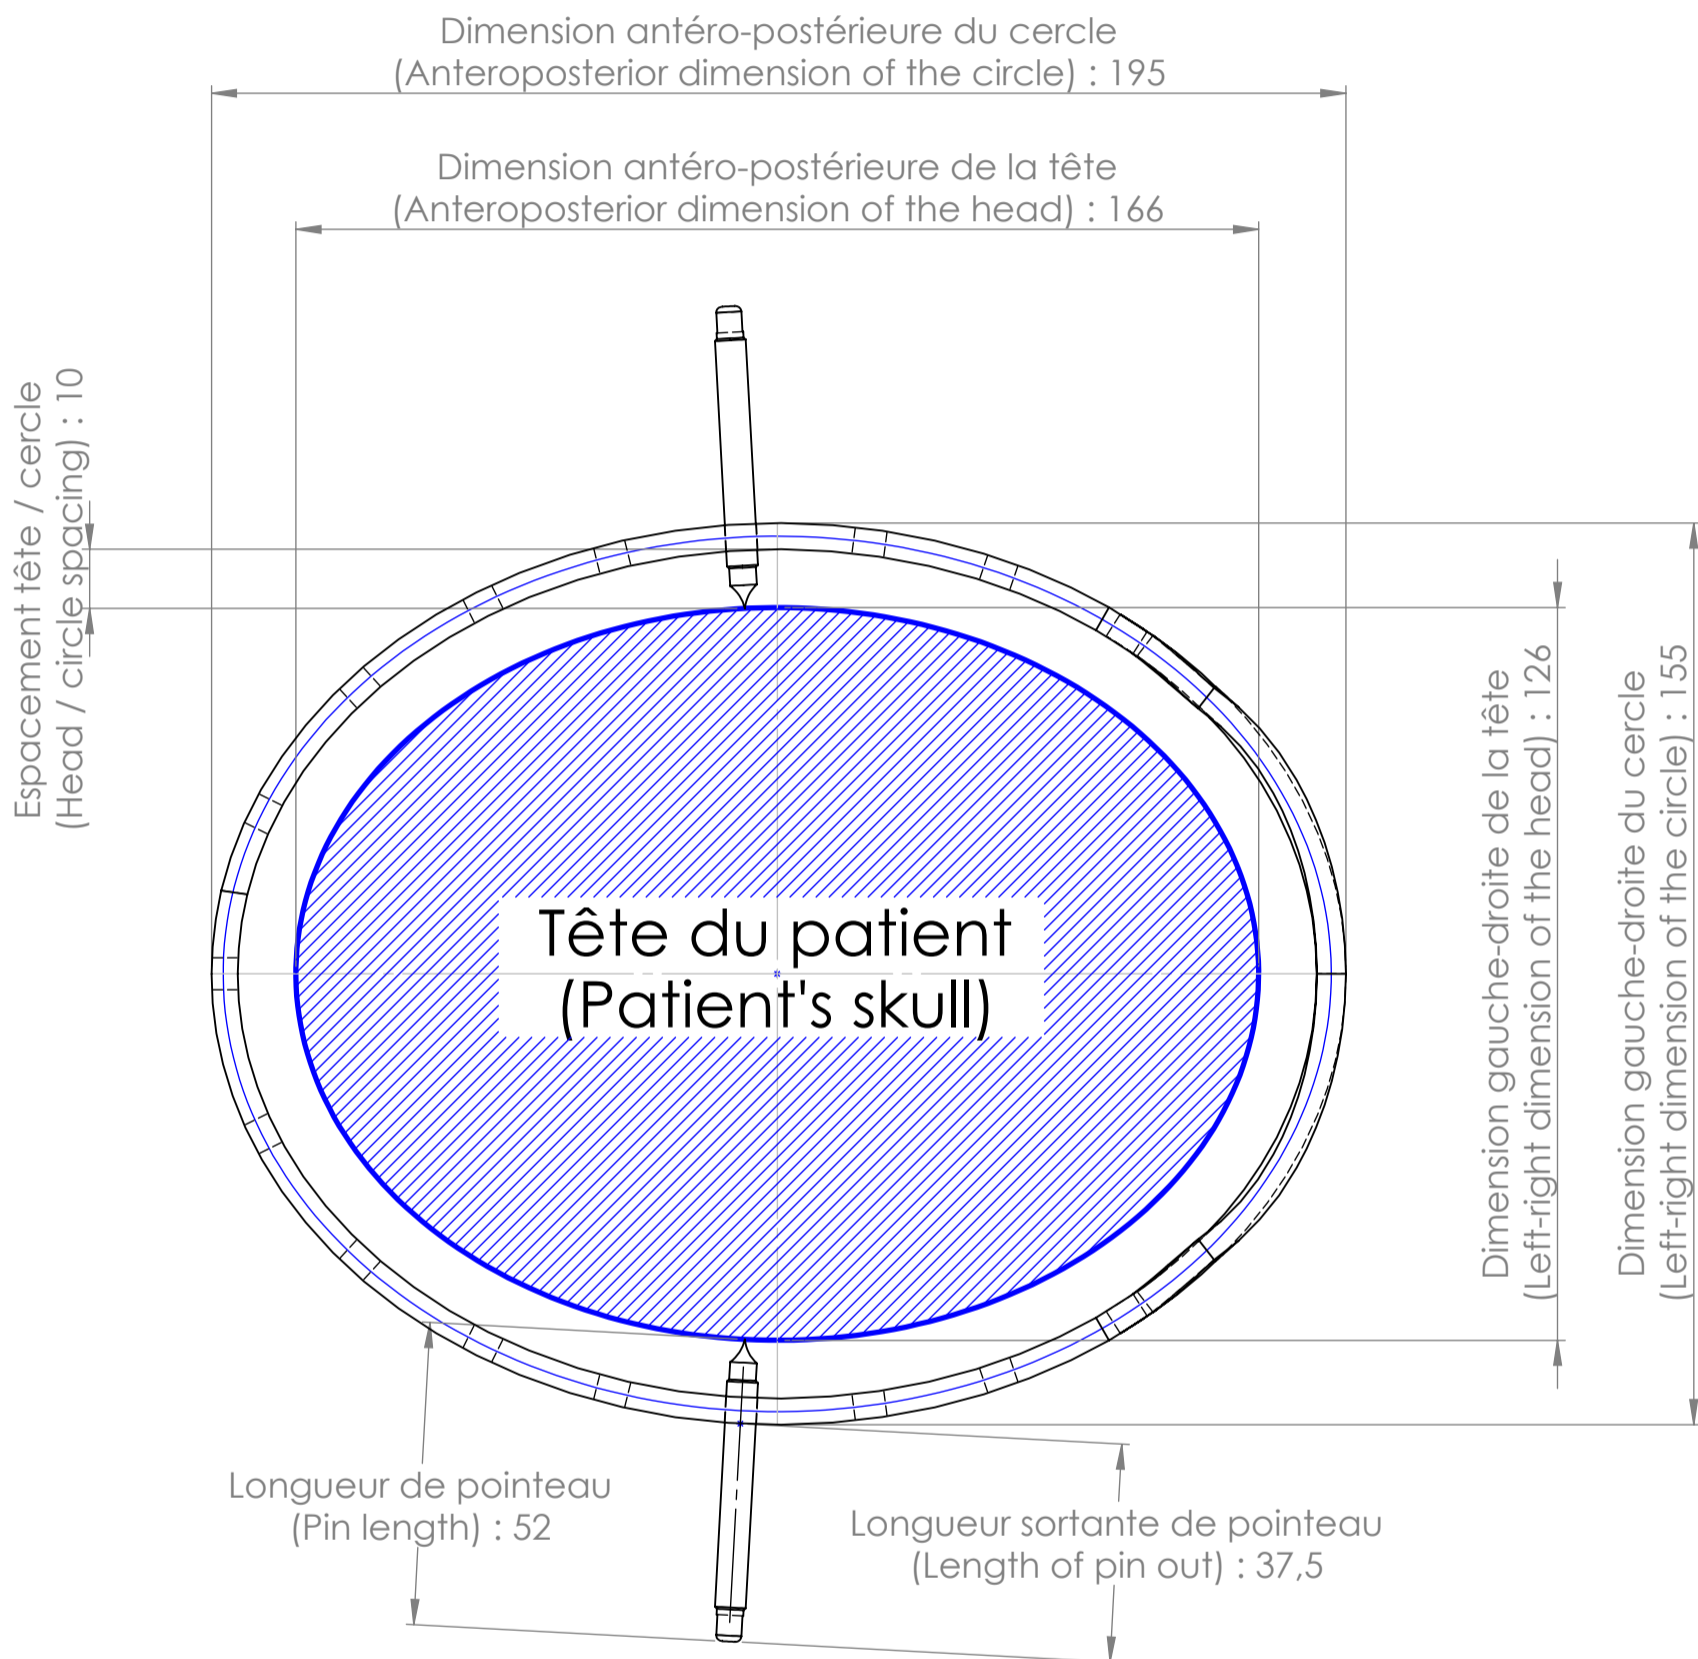 Dimension antéro-postérieure du cercle
(Anteroposterior dimension of the circle) : 195
Dimension antéro-postérieure de la tête
(Anteroposterior dimension of the head) : 166
Espacement tête / cercle
(Head / circle spacing) : 10
Tête du patient
(Patient's skull)
Dimension gauche-droite de la tête
(Left-right dimension of the head) : 126
Dimension gauche-droite du cercle
(Left-right dimension of the circle) : 155
Longueur de pointeau
(Pin length) : 52
Longueur sortante de pointeau
(Length of pin out) : 37,5